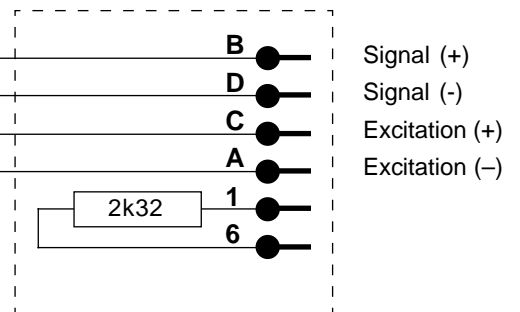 B Signal (+)
D Signal (-)
C Excitation (+)
A Excitation (–)
2k32 1
6